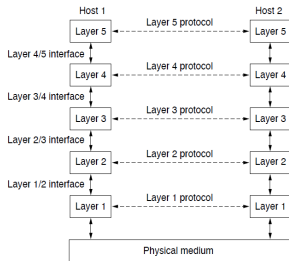 Host 1 Host 2
Layer 5 Layer 5 protocol Layer 5
Layer 4/5 interface
Layer 4 Layer 4 protocol Layer 4
Layer 3/4 interface
Layer 3 Layer 3 protocol Layer 3
Layer 2/3 interface
Layer 2 Layer 2 protocol Layer 2
Layer 1/2 interface
Layer 1 Layer 1 protocol Layer 1
Physical medium